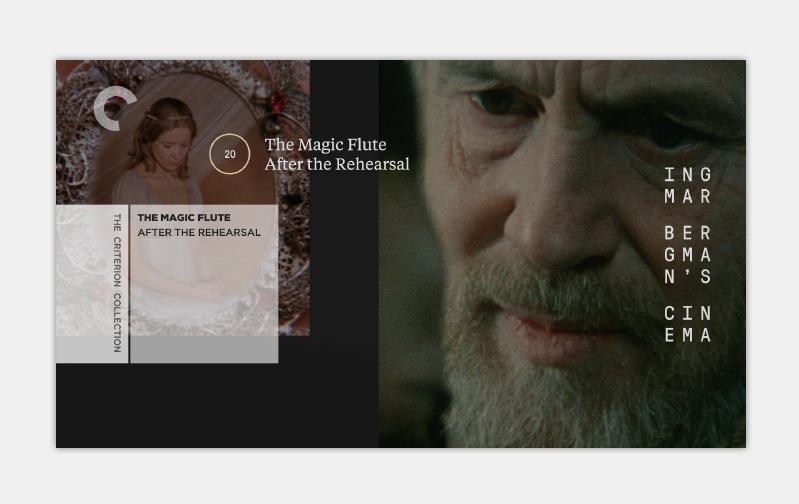 20
The Magic Flute
After the Rehearsal
THE CRITERION COLLECTION
THE MAGIC FLUTE
AFTER THE REHEARSAL
ING
MAR
BER
GMA
N'S
CIN
EMA